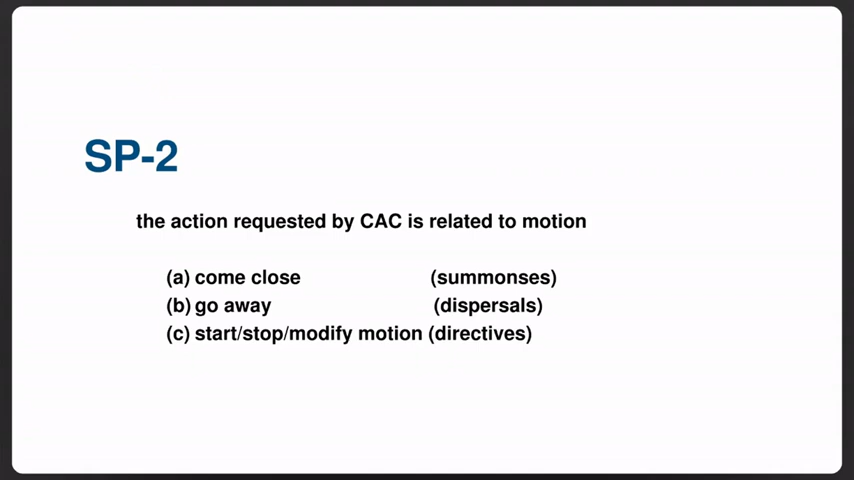 SP-2
the action requested by CAC is related to motion
(a) come close (summonses)
(b) go away (dispersals)
(c) start/stop/modify motion (directives)